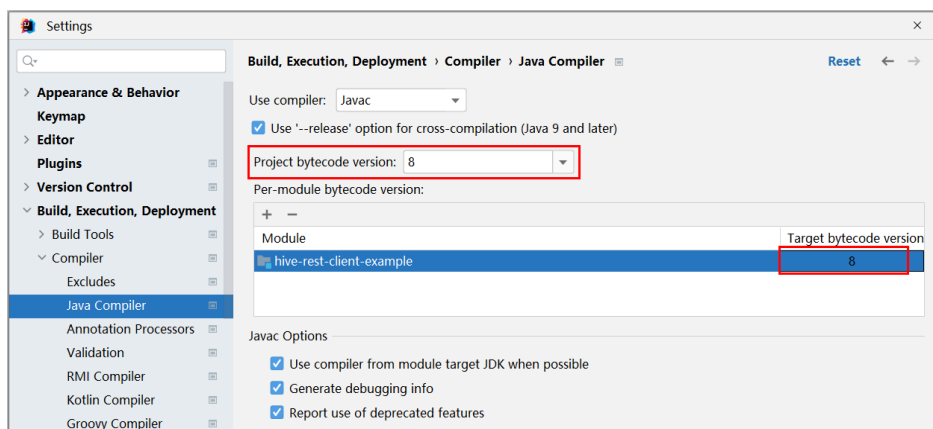 Settings
Build, Execution, Deployment › Compiler › Java Compiler
Reset
Appearance & Behavior
Keymap
Editor
Plugins
Version Control
Build, Execution, Deployment
Build Tools
Compiler
Excludes
Java Compiler
Annotation Processors
Validation
RMI Compiler
Kotlin Compiler
Groovy Compiler
Use compiler: Javac
Use '--release' option for cross-compilation (Java 9 and later)
Project bytecode version: 8
Per-module bytecode version:
Module Target bytecode version
hive-rest-client-example 8
Javac Options
Use compiler from module target JDK when possible
Generate debugging info
Report use of deprecated features